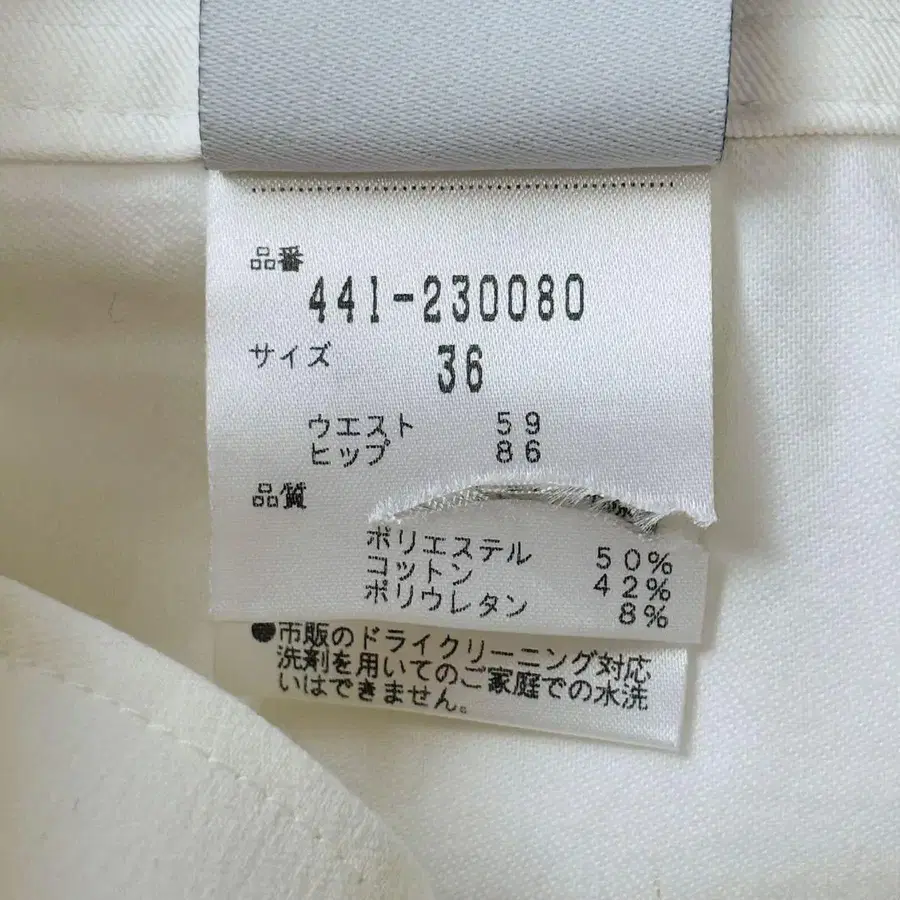 品番
441-230080
サイズ 36
ウエスト 59
ヒップ 86
品質
ポリエステル 50%
コットン 42%
ポリウレタン 8%
●市販のドライクリーニング対応
洗剤を用いてのご家庭での水洗
いはできません。